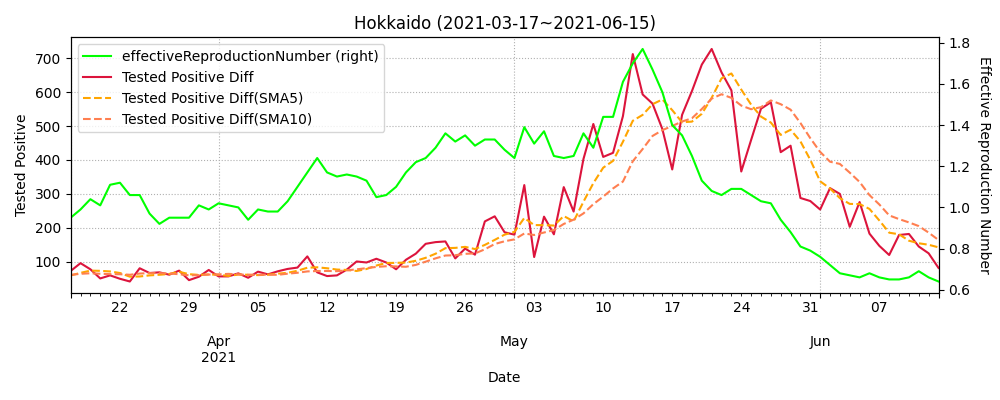 Hokkaido (2021-03-17~2021-06-15)
effectiveReproductionNumber (right)
Tested Positive Diff
Tested Positive Diff(SMA5)
Tested Positive Diff(SMA10)
Tested Positive
700
600
500
400
300
200
100
1.8
1.6
1.4
1.2
1.0
0.8
0.6
Effective Reproduction Number
22 29 05 12 19 26 03 10 17 24 31 07
Apr May Jun
2021
Date